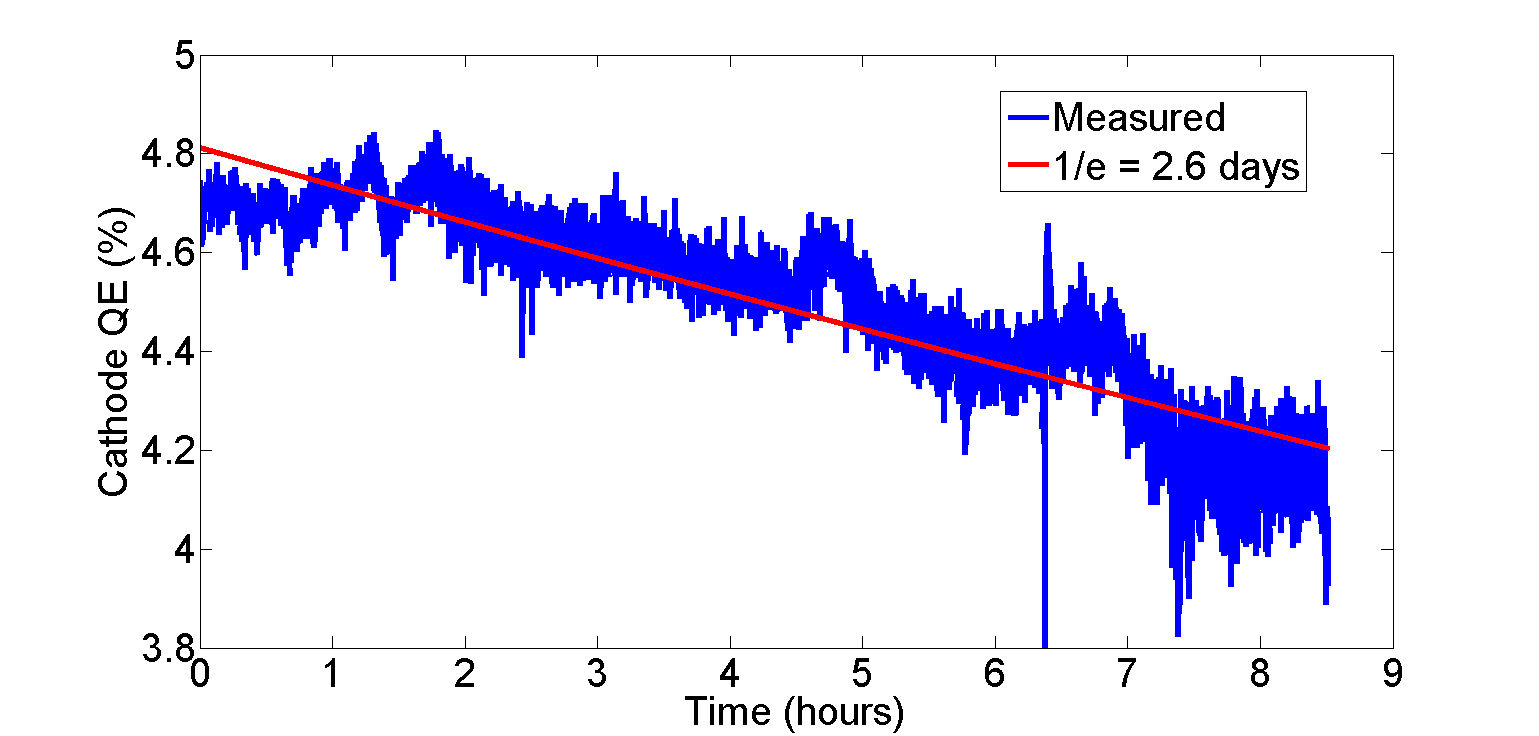 5
4.8
4.6
4.4
4.2
4
3.8
Cathode QE (%)
Measured
1/e = 2.6 days
0 1 2 3 4 5 6 7 8 9
Time (hours)